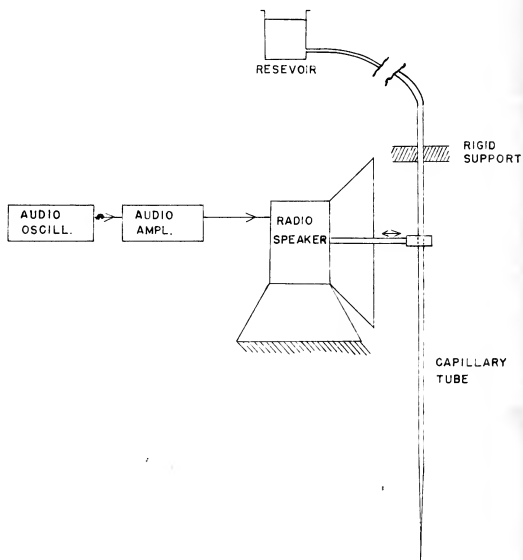 RESEVOIR
RIGID
SUPPORT
AUDIO
OSCILL.
AUDIO
AMPL.
RADIO
SPEAKER
CAPILLARY
TUBE